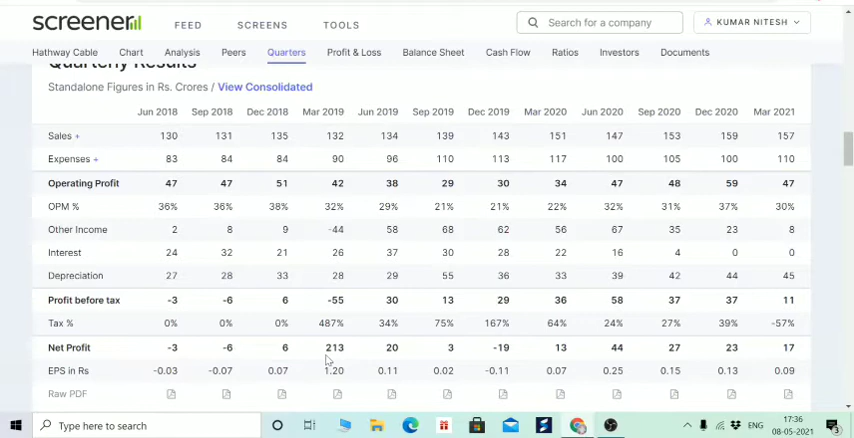 screener
FEED SCREENS TOOLS
Search for a company
KUMAR NITESH
Hathway Cable Chart Analysis Peers Quarters Profit & Loss Balance Sheet Cash Flow Ratios Investors Documents
Quarterly Results
Standalone Figures in Rs. Crores / View Consolidated
Jun 2018 Sep 2018 Dec 2018 Mar 2019 Jun 2019 Sep 2019 Dec 2019 Mar 2020 Jun 2020 Sep 2020 Dec 2020 Mar 2021
Sales + 130 131 135 132 134 139 143 151 147 153 159 157
Expenses + 83 84 84 90 96 110 113 117 100 105 100 110
Operating Profit 47 47 51 42 38 29 30 34 47 48 59 47
OPM % 36% 36% 38% 32% 29% 21% 21% 22% 32% 31% 37% 30%
Other Income 2 8 9 -44 58 68 62 56 67 35 23 8
Interest 24 32 21 26 37 30 28 22 16 4 0 0
Depreciation 27 28 33 28 29 55 36 33 39 42 44 45
Profit before tax -3 -6 6 -55 30 13 29 36 58 37 37 11
Tax % 0% 0% 0% 487% 34% 75% 167% 64% 24% 27% 39% -57%
Net Profit -3 -6 6 213 20 3 -19 13 44 27 23 17
EPS in Rs -0.03 -0.07 0.07 1.20 0.11 0.02 -0.11 0.07 0.25 0.15 0.13 0.09
Raw PDF
Type here to search
ENG
17:36
08-05-2021
3